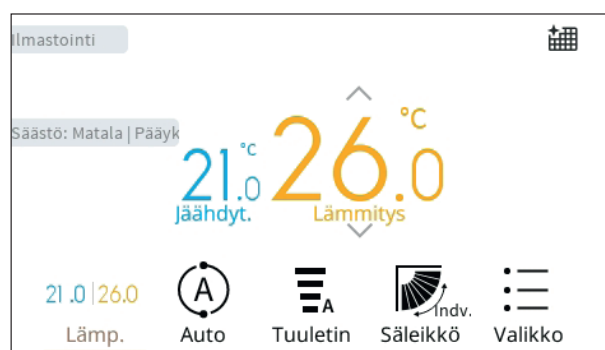 Ilmastointi
Säästö: Matala | Pääyk
°C
26.0
°C
21.0
Jäähdyt.
Lämmitys
21.0 | 26.0
A
A
Indv.
Lämp.
Auto
Tuuletin
Säleikkö
Valikko